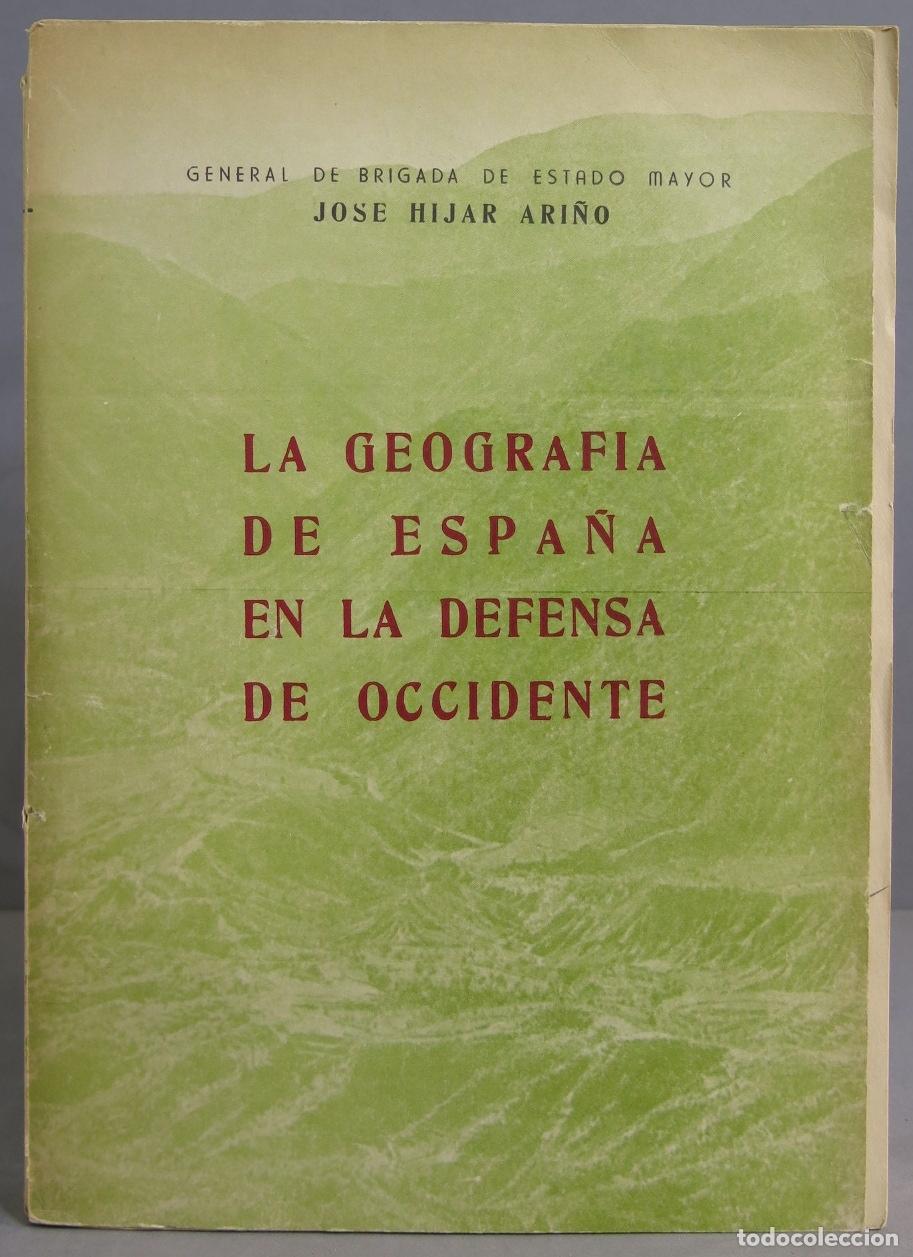 GENERAL DE BRIGADA DE ESTADO MAYOR
JOSE HIJAR ARIÑO
LA GEOGRAFIA
DE ESPAÑA
EN LA DEFENSA
DE OCCIDENTE
todocoleccion